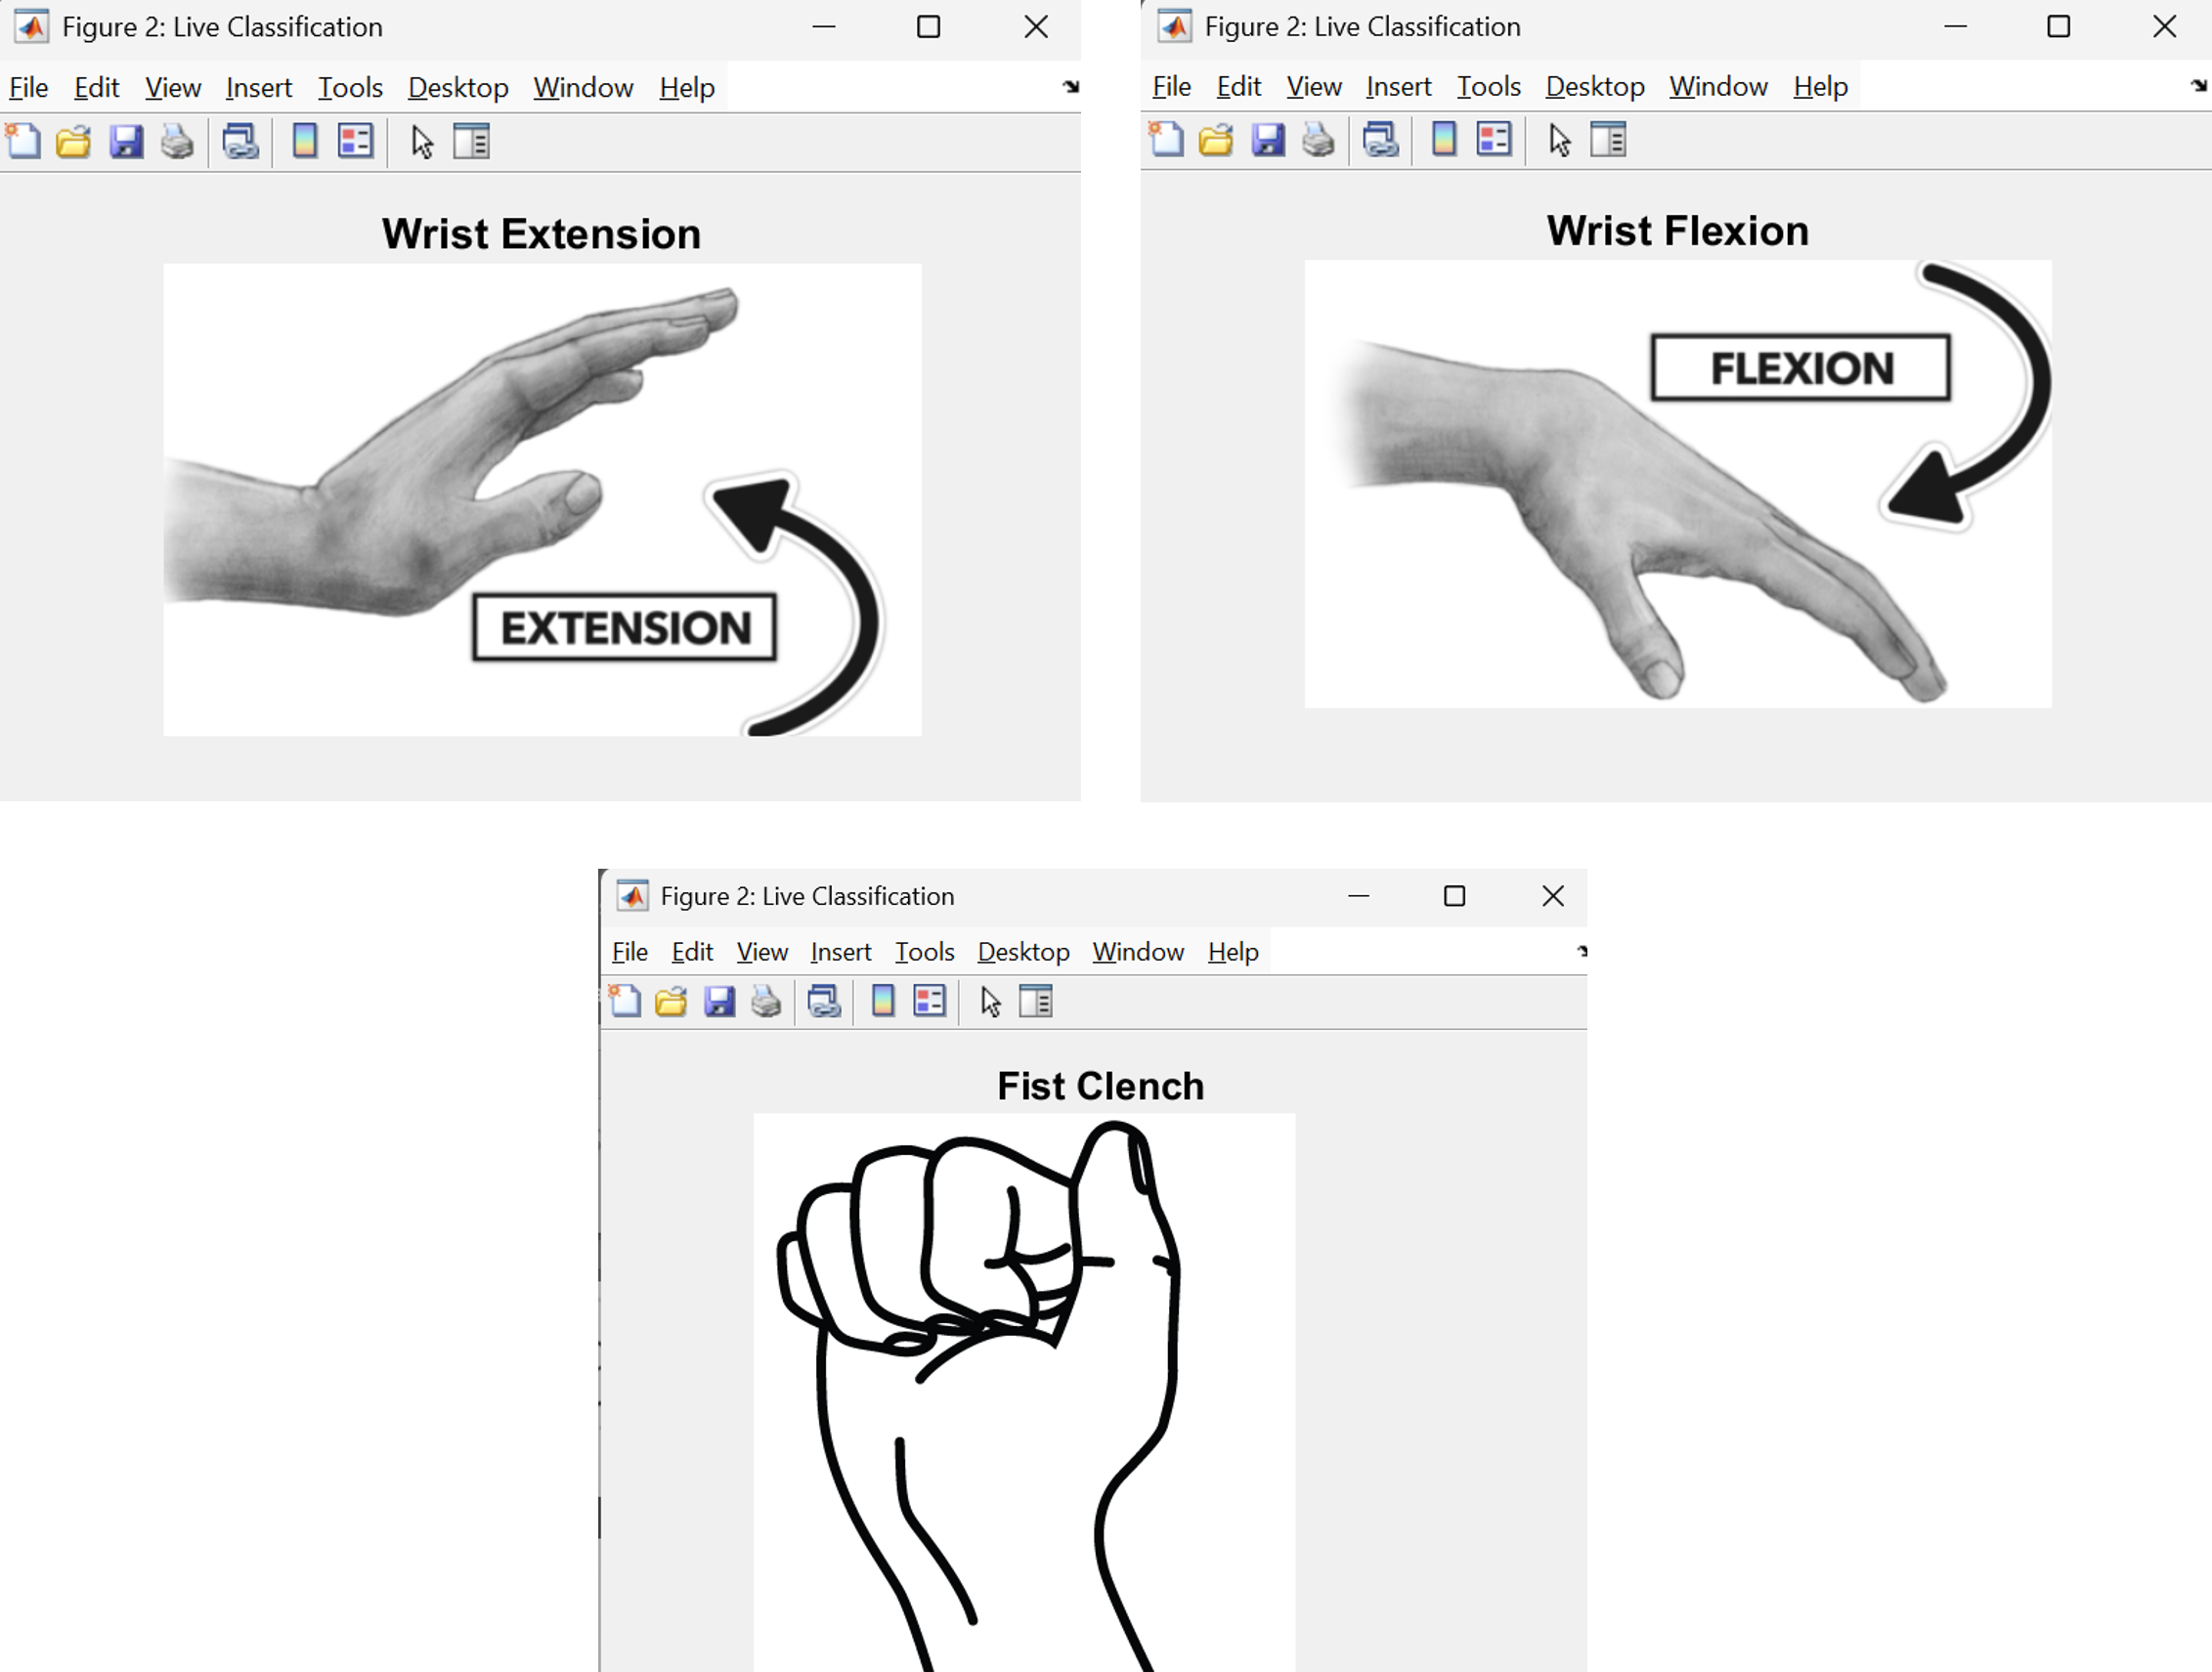 Figure 2: Live Classification
File Edit View Insert Tools Desktop Window Help
Wrist Extension
EXTENSION
Figure 2: Live Classification
File Edit View Insert Tools Desktop Window Help
Wrist Flexion
FLEXION
Figure 2: Live Classification
File Edit View Insert Tools Desktop Window Help
Fist Clench